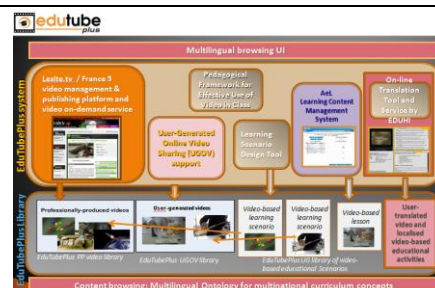 edutube
plus
Multilingual browsing UI
EduTubePlus system
Lesite.tv / France 5
video management &
publishing platform and
video on-demand service
User-Generated
Online Video
Sharing (UGOV)
support
Pedagogical
Framework for
Effective Use of
Video in Class
Learning
Scenario
Design Tool
AeL
Learning Content
Management
System
On-line
Translation
Tool and
Service by
EDUHI
EduTubePlus library
Professionally-produced videos
EduTubePlus PP video library
User-generated videos
EduTubePlus UGOV library
Video-based
learning
scenario
Video-based
learning
scenario
Video-based
lesson
EduTubePlus UG library of video-
based educational Scenarios
User-
translated
video and
localised
video-based
educational
activities
Content browsing: Multilingual Ontology for multinational curriculum concepts